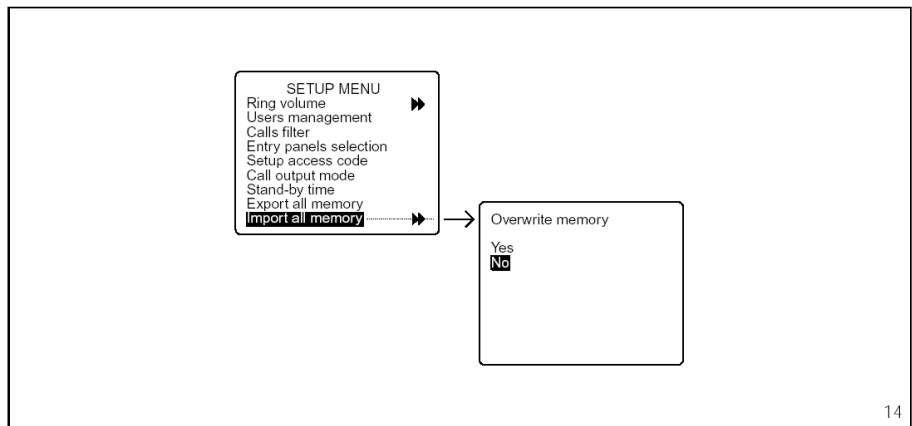 SETUP MENU
Ring volume
Users management
Calls filter
Entry panels selection
Setup access code
Call output mode
Stand-by time
Export all memory
Import all memory
Overwrite memory
Yes
No
14